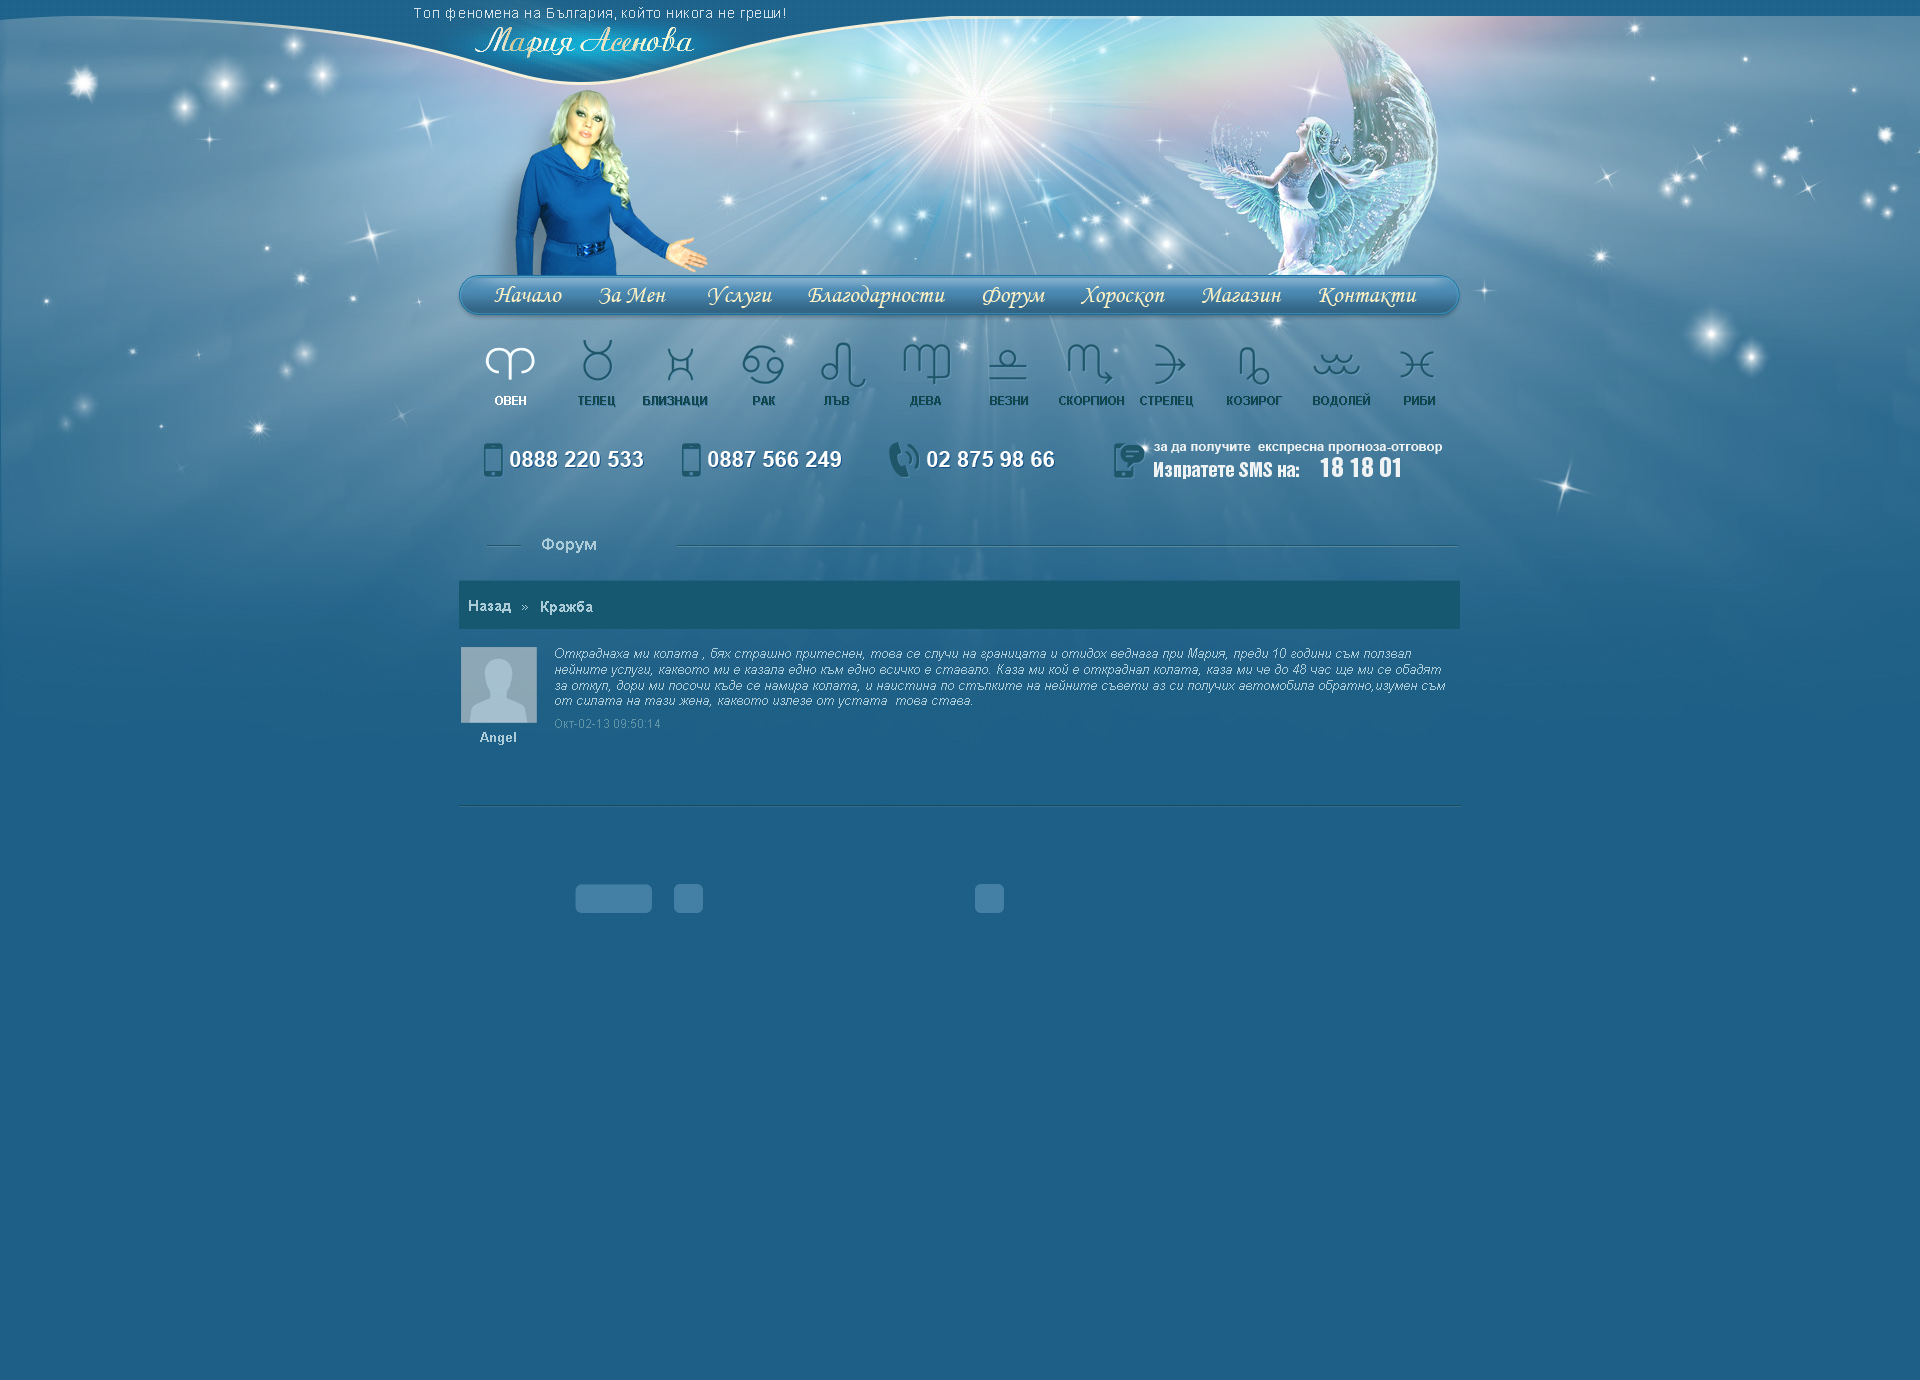 Топ феномена на България, който никога не греши!
Мария Асенова
Начало За Мен Услуги Благодарности Форум Хороскоп Магазин Контакти
ОВЕН ТЕЛЕЦ БЛИЗНАЦИ РАК ЛЪВ ДЕВА ВЕЗНИ СКОРПИОН СТРЕЛЕЦ КОЗИРОГ ВОДОЛЕЙ РИБИ
0888 220 533 0887 566 249 02 875 98 66
за да получите експресна прогноза-отговор
Изпратете SMS на: 18 18 01
Форум
Назад » Кражба
Откраднаха ми колата , бях страшно притеснен, това се случи на границата и отидох веднага при Мария, преди 10 години съм ползвал
нейните услуги, каквото ми е казала едно към едно всичко е ставало. Каза ми кой е откраднал колата, каза ми че до 48 час ще ми се обадят
за откуп, дори ми посочи къде се намира колата, и наистина по стъпките на нейните съвети аз си получих автомобила обратно,изумен съм
от силата на тази жена, каквото излезе от устата това става.
Окт-02-13 09:50:14
Angel